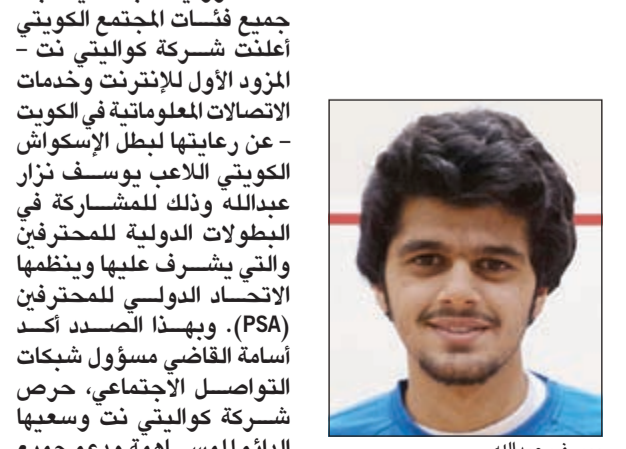 جميع فئات المجتمع الكويتي
أعلنت شركة كواليتي نت –
المزود الأول للإنترنت وخدمات
الاتصالات المعلوماتية في الكويت
– عن رعايتها لبطل الإسكواش
الكويتي اللاعب يوسف نزار
عبدالله وذلك للمشاركة في
البطولات الدولية للمحترفين
والتي يشرف عليها وينظمها
الاتحاد الدولي للمحترفين
(PSA). وبهذا الصدد أكد
أسامة القاضي مسؤول شبكات
التواصل الاجتماعي، حرص
شركة كواليتي نت وسعيها